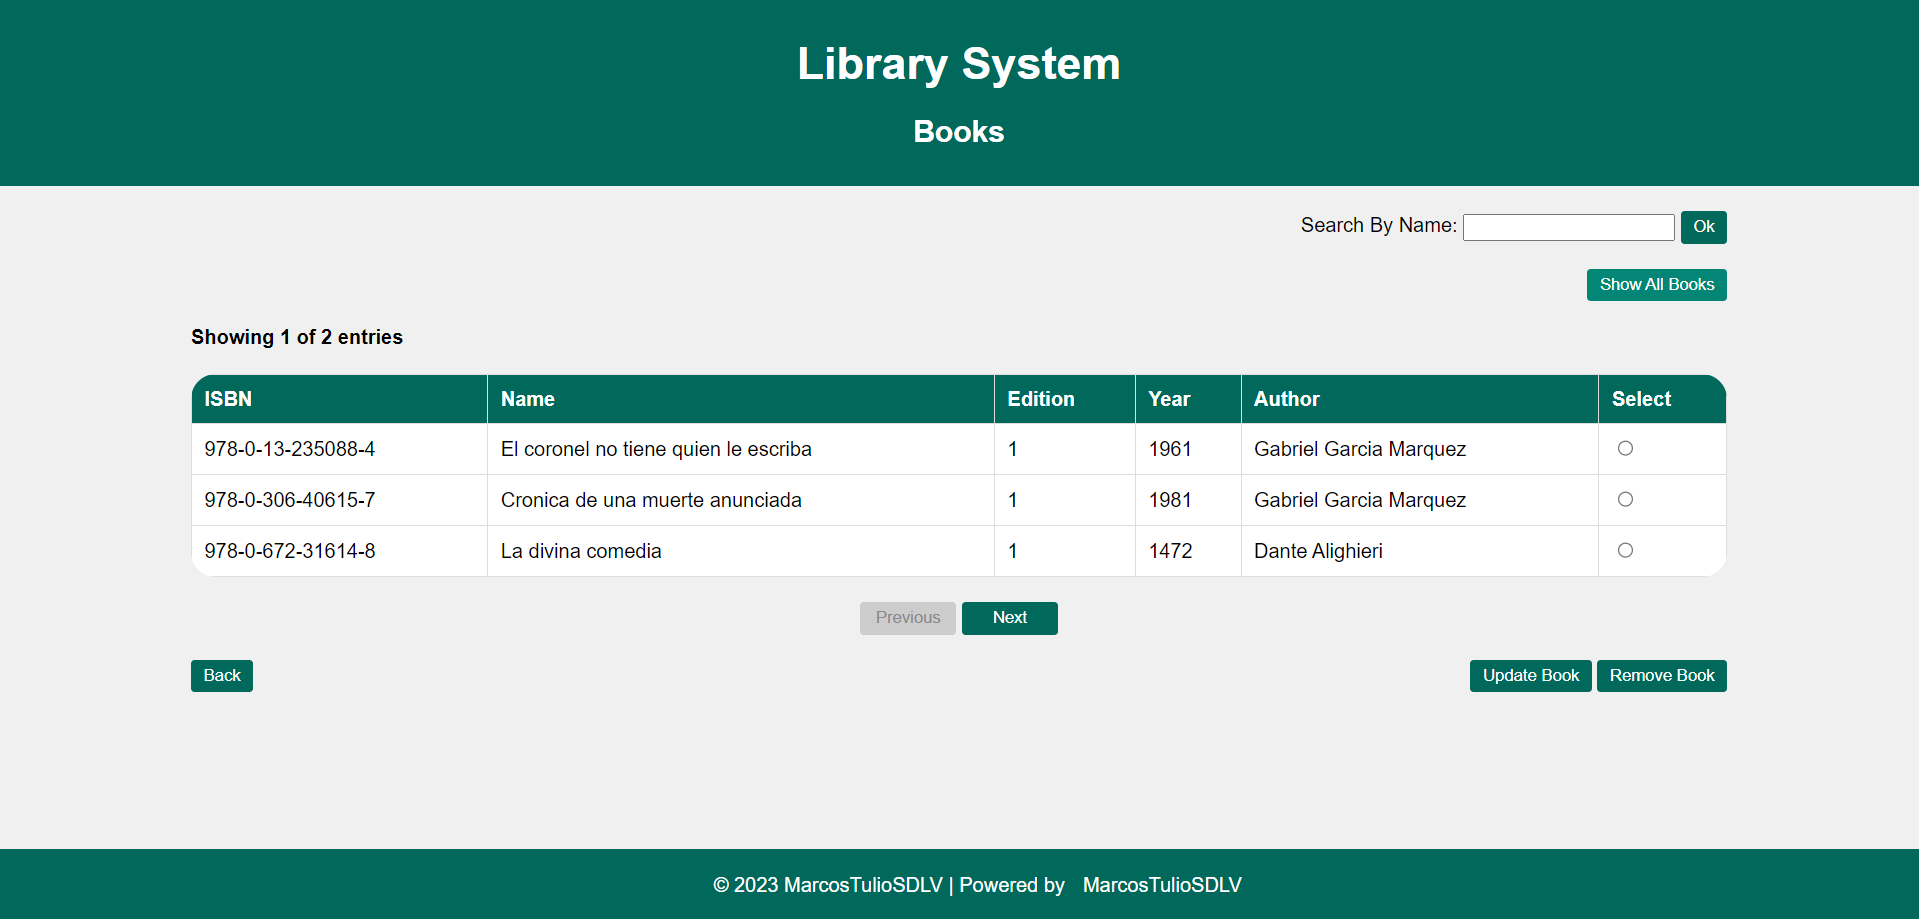 Library System
Books
Search By Name: Ok
Show All Books
Showing 1 of 2 entries
ISBN Name Edition Year Author Select
978-0-13-235088-4 El coronel no tiene quien le escriba 1 1961 Gabriel Garcia Marquez
978-0-306-40615-7 Cronica de una muerte anunciada 1 1981 Gabriel Garcia Marquez
978-0-672-31614-8 La divina comedia 1 1472 Dante Alighieri
Previous Next
Back Update Book Remove Book
© 2023 MarcosTulioSDLV | Powered by MarcosTulioSDLV